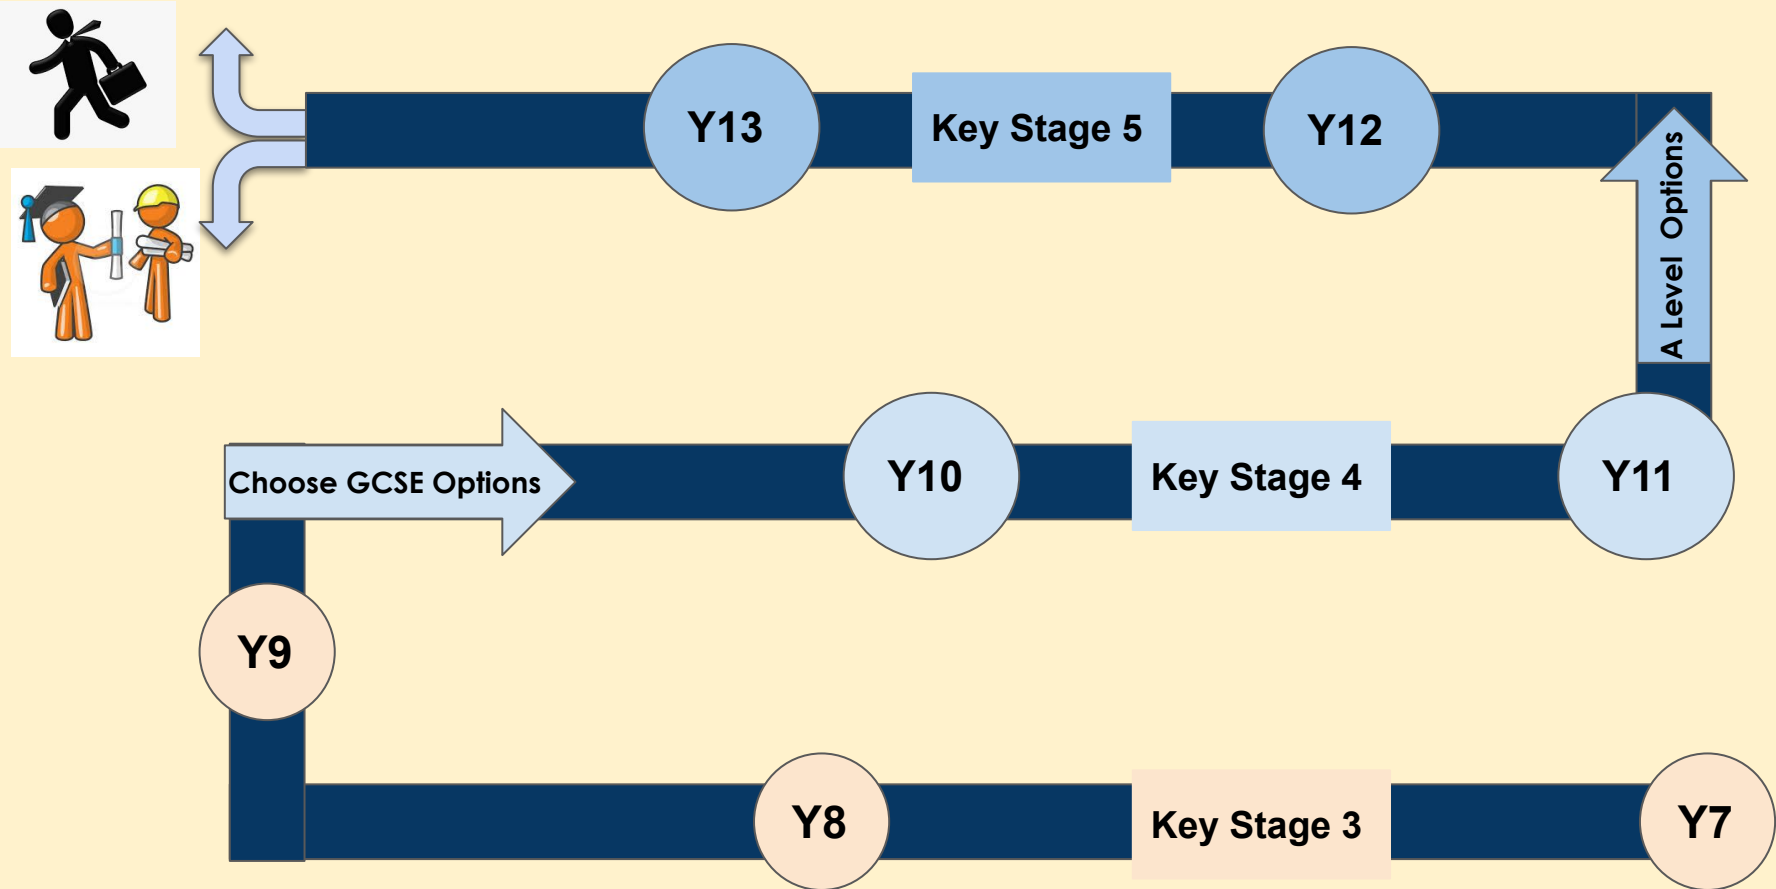 Y13
Key Stage 5
Y12
A Level Options
Choose GCSE Options
Y10
Key Stage 4
Y11
Y9
Y8
Key Stage 3
Y7